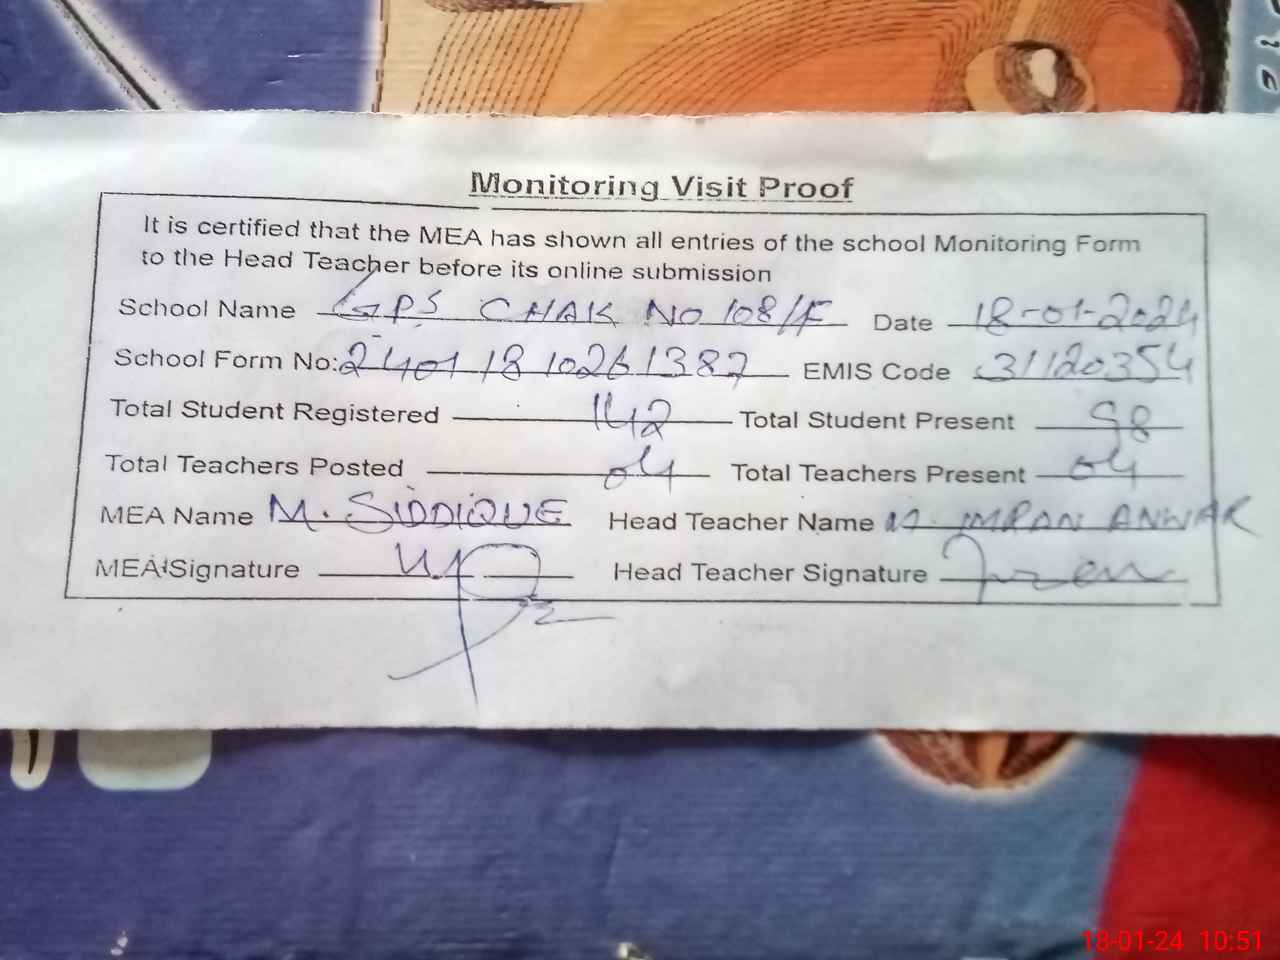 Monitoring Visit Proof
It is certified that the MEA has shown all entries of the school Monitoring Form
to the Head Teacher before its online submission
School Name GPS CHAK NO 108/F Date 18-01-2024
School Form No: 24011810261387 EMIS Code 31120354
Total Student Registered 142 Total Student Present 98
Total Teachers Posted 04 Total Teachers Present 04
MEA Name M. SIDDIQUE Head Teacher Name M. IMRAN ANWAR
MEA Signature Head Teacher Signature
18-01-24 10:51